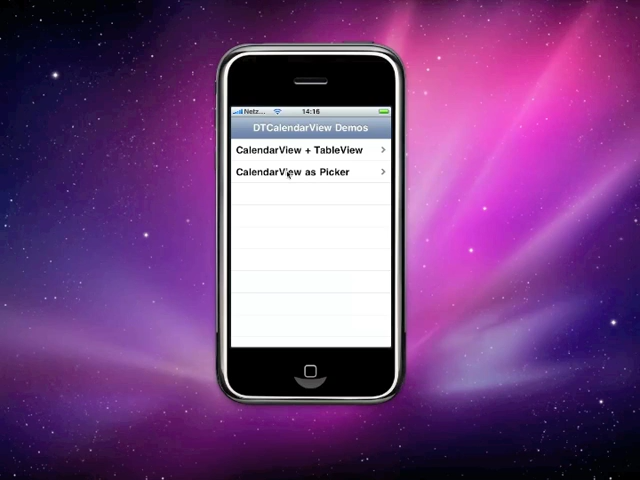 Netz... 14:16
DTCalendarView Demos
CalendarView + TableView
CalendarView as Picker